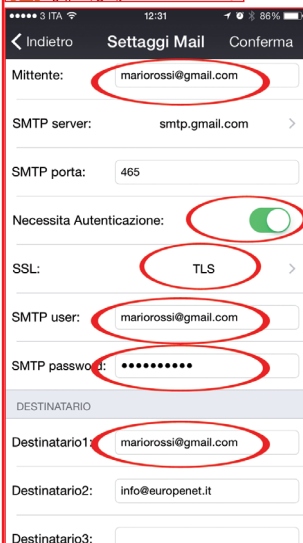 3 ITA 12:31 86%
Indietro Settaggi Mail Conferma
Mittente: mariorossi@gmail.com
SMTP server: smtp.gmail.com
SMTP porta: 465
Necessita Autenticazione:
SSL: TLS
SMTP user: mariorossi@gmail.com
SMTP password: ••••••••••
DESTINATARIO
Destinatario1: mariorossi@gmail.com
Destinatario2: info@europenet.it
Destinatario3: